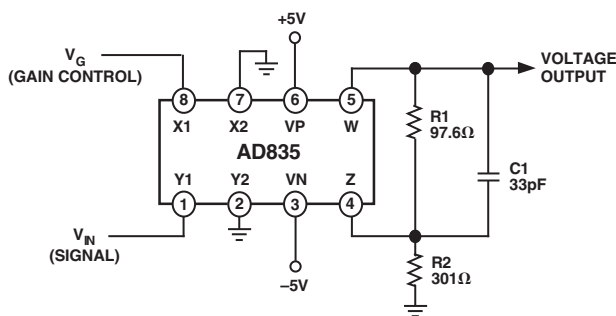 +5V
V_G
(GAIN CONTROL)
VOLTAGE
OUTPUT
8 7 6 5
X1 X2 VP W
R1
97.6Ω
AD835
C1
33pF
Y1 Y2 VN Z
1 2 3 4
V_IN
(SIGNAL)
R2
301Ω
–5V